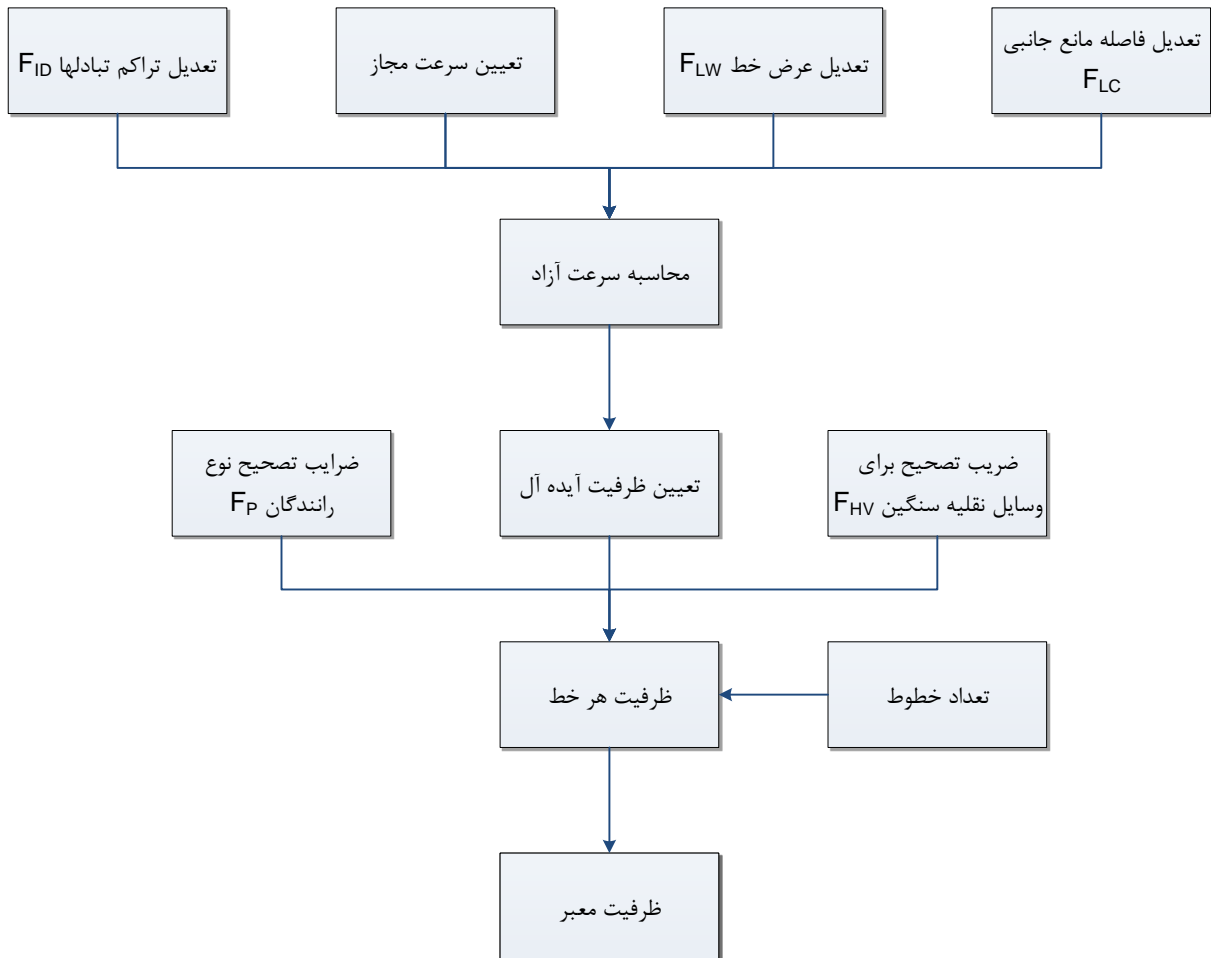 تعدیل فاصله مانع جانبی
FLC
تعدیل عرض خط FLW
تعیین سرعت مجاز
تعدیل تراکم تبادلها FID
محاسبه سرعت آزاد
ضریب تصحیح برای
وسایل نقلیه سنگین FHV
تعیین ظرفیت آیده آل
ضرایب تصحیح نوع
رانندگان FP
تعداد خطوط
ظرفیت هر خط
ظرفیت معبر